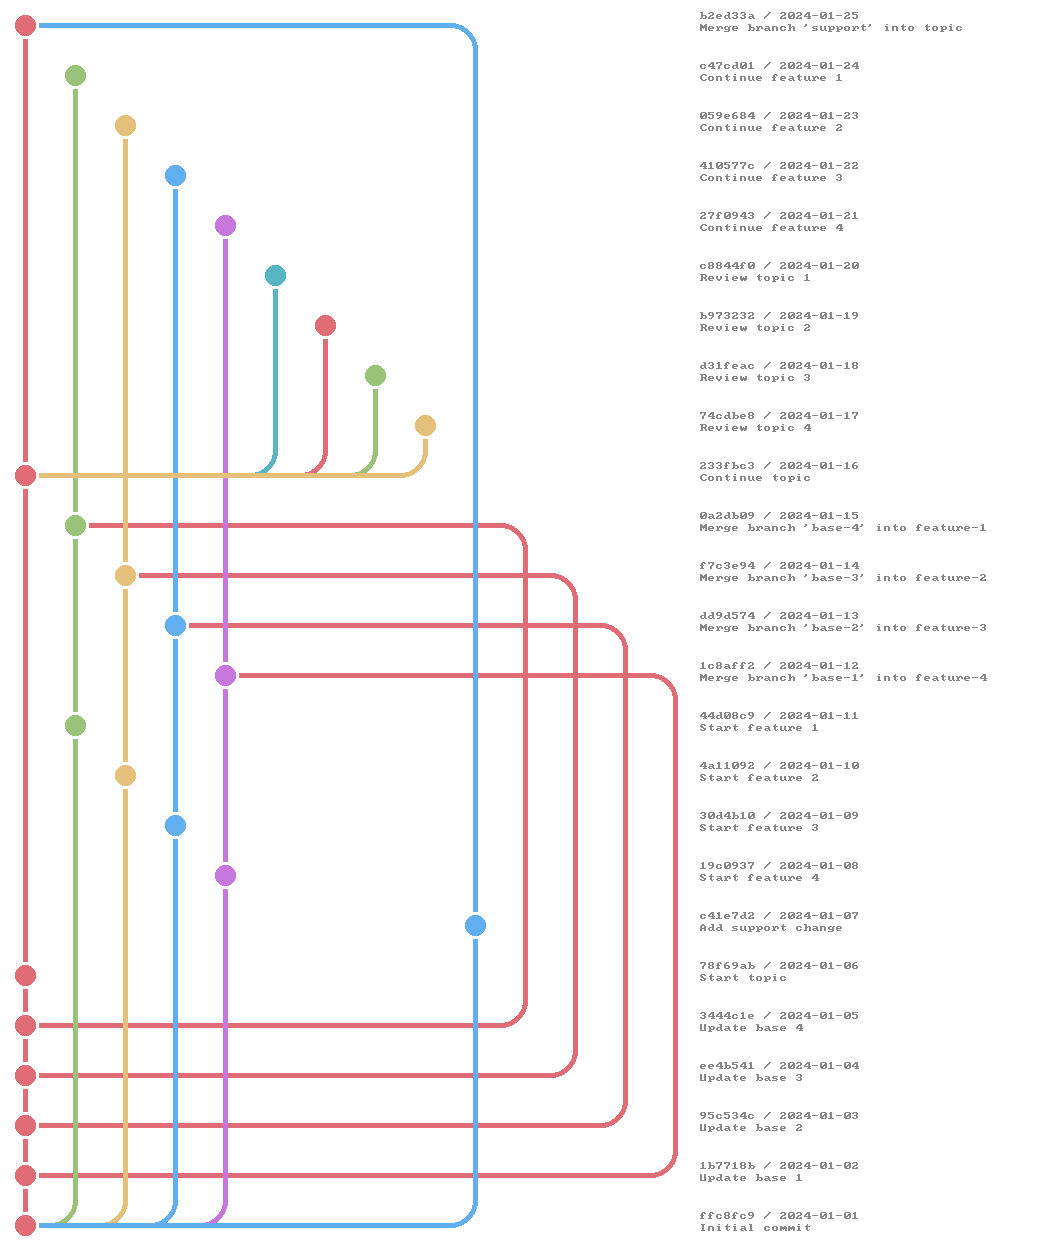 b2ed33a / 2024-01-25
Merge branch 'support' into topic
c47cd01 / 2024-01-24
Continue feature 1
059e684 / 2024-01-23
Continue feature 2
410577c / 2024-01-22
Continue feature 3
27f0943 / 2024-01-21
Continue feature 4
c8844f0 / 2024-01-20
Review topic 1
b973232 / 2024-01-19
Review topic 2
d31feac / 2024-01-18
Review topic 3
74cdbe8 / 2024-01-17
Review topic 4
233fbc3 / 2024-01-16
Continue topic
0a2db09 / 2024-01-15
Merge branch 'base-4' into feature-1
f7c3e94 / 2024-01-14
Merge branch 'base-3' into feature-2
dd9d574 / 2024-01-13
Merge branch 'base-2' into feature-3
1c8aff2 / 2024-01-12
Merge branch 'base-1' into feature-4
44d08c9 / 2024-01-11
Start feature 1
4a11092 / 2024-01-10
Start feature 2
30d4b10 / 2024-01-09
Start feature 3
19c0937 / 2024-01-08
Start feature 4
c41e7d2 / 2024-01-07
Add support change
78f69ab / 2024-01-06
Start topic
3444c1e / 2024-01-05
Update base 4
ee4b541 / 2024-01-04
Update base 3
95c534c / 2024-01-03
Update base 2
1b7718b / 2024-01-02
Update base 1
ffc8fc9 / 2024-01-01
Initial commit